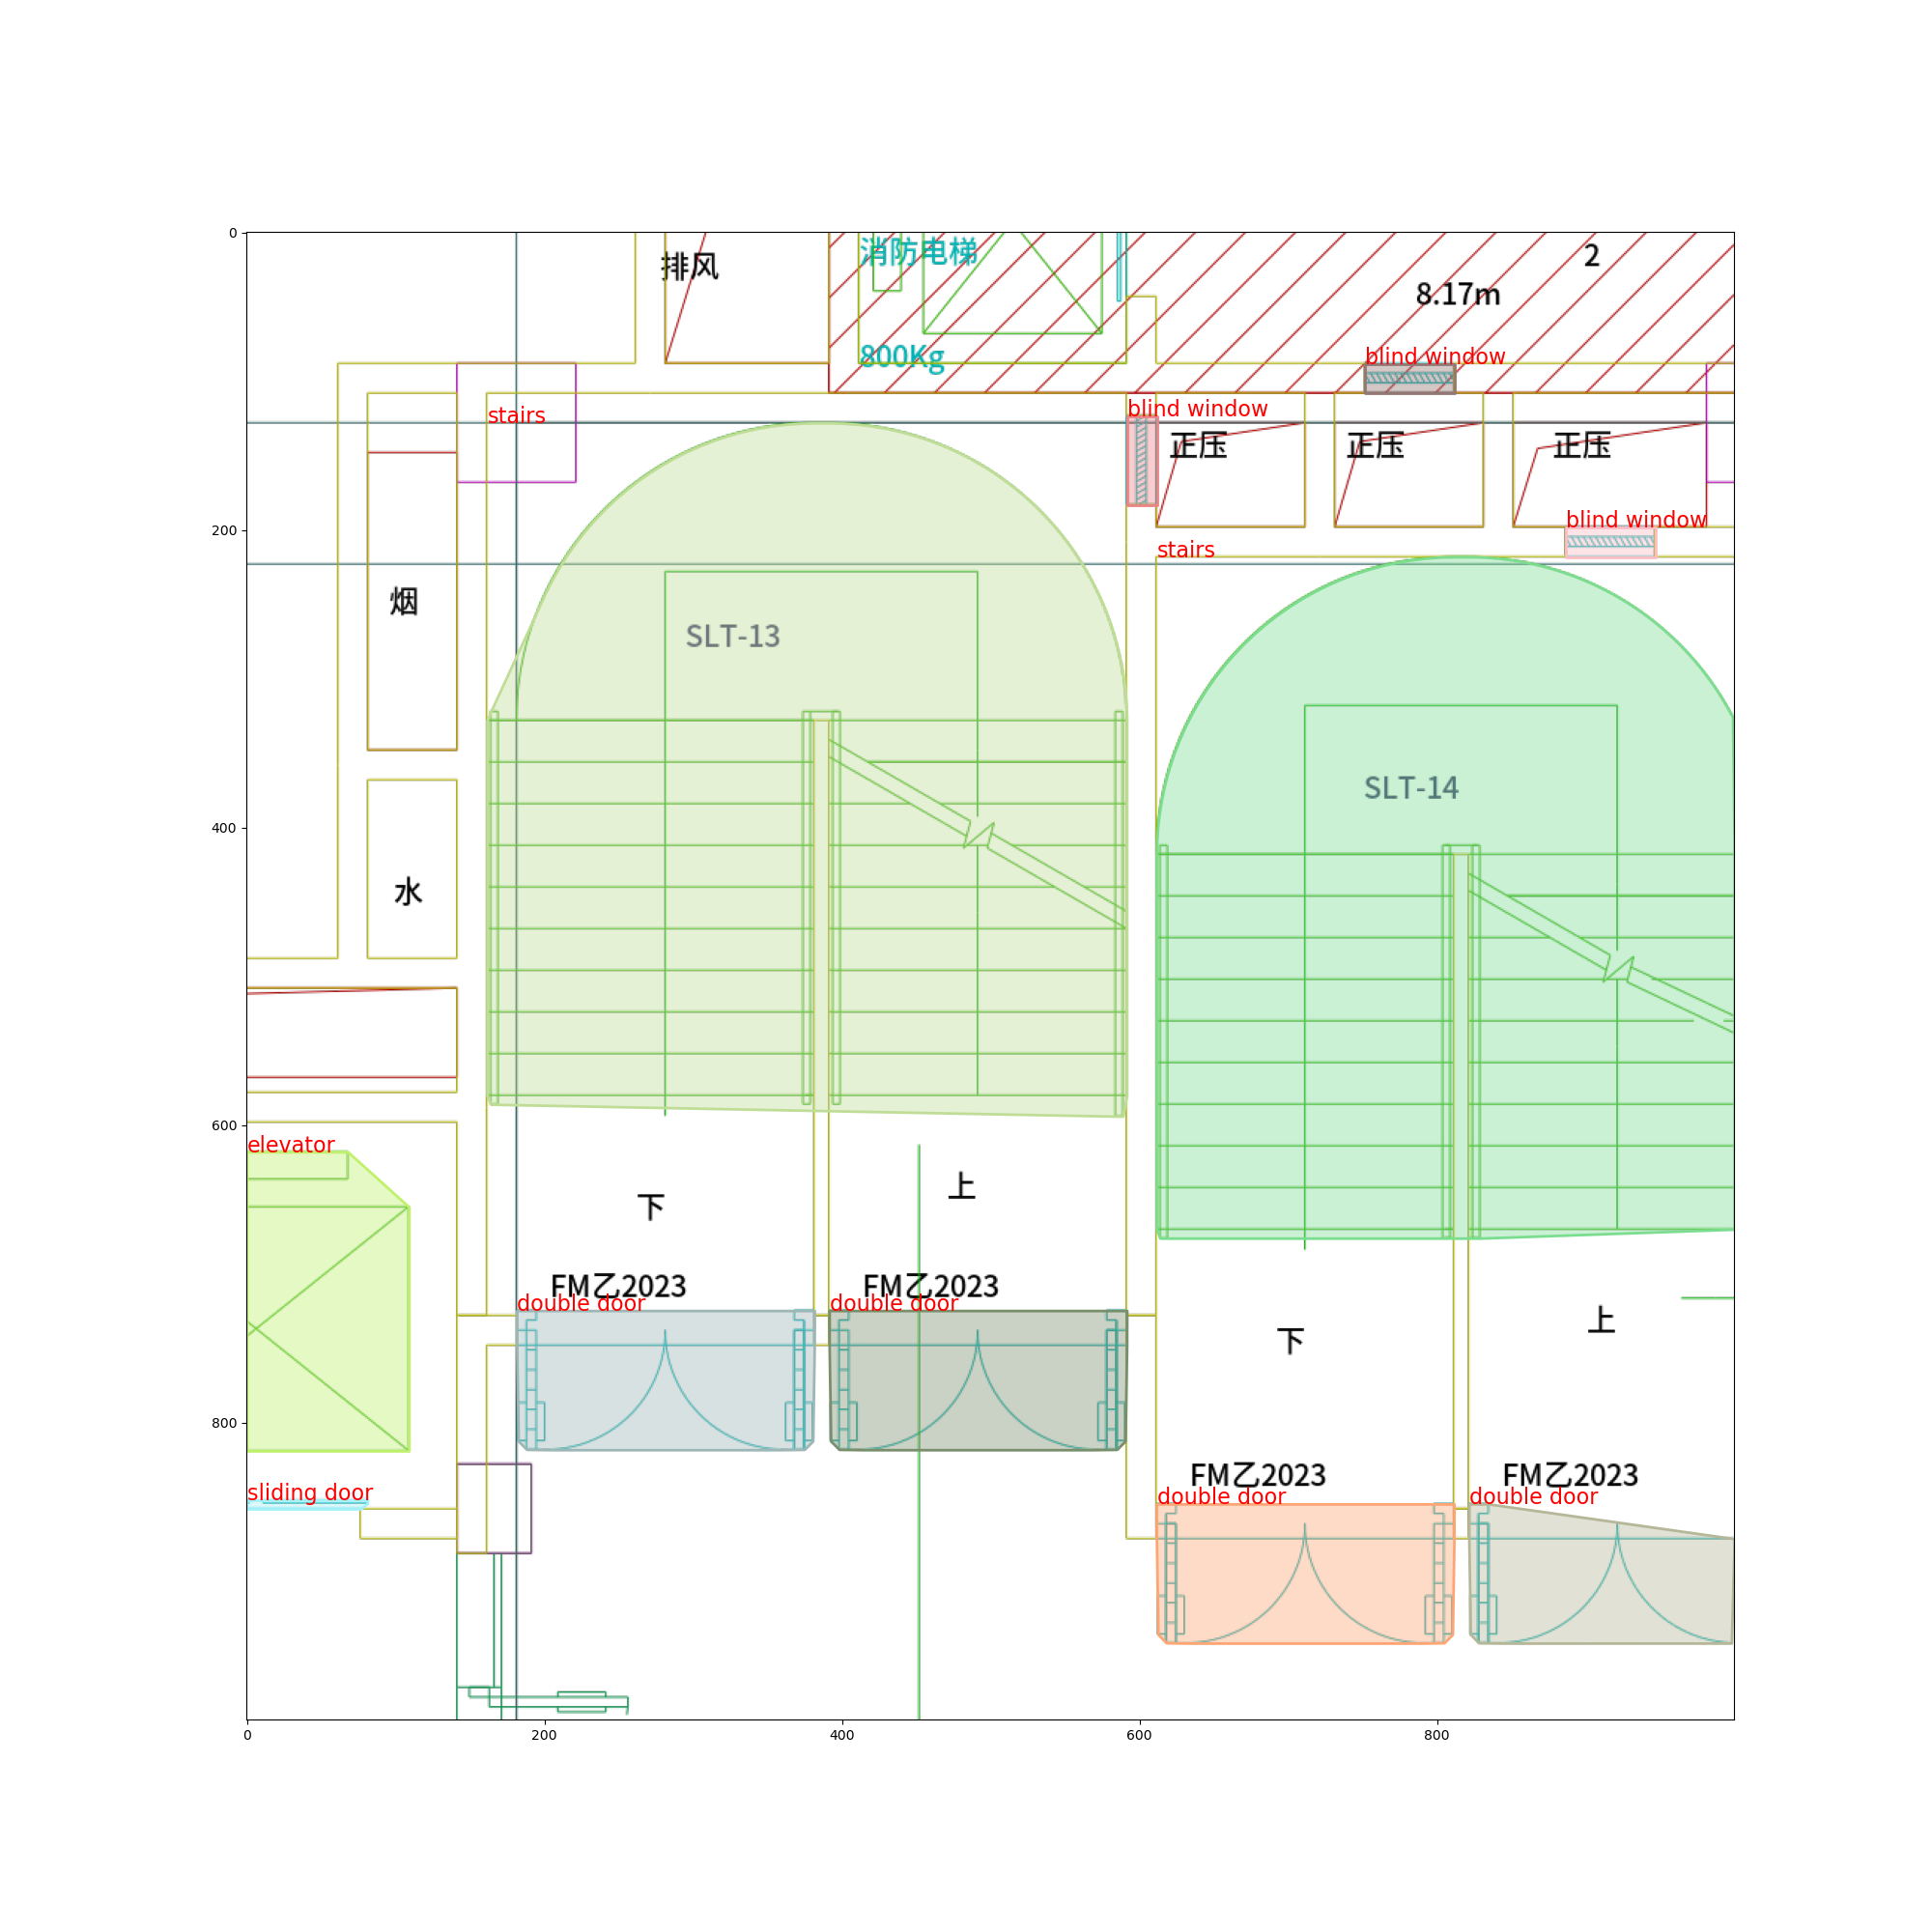 0
排风
消防电梯
2
8.17m
800Kg
blind window
stairs
blind window
正压
正压
正压
200
blind window
stairs
烟
SLT-13
SLT-14
400
水
600
elevator
下
上
FM乙2023
FM乙2023
double door
double door
下
上
800
FM乙2023
FM乙2023
sliding door
double door
double door
0
200
400
600
800